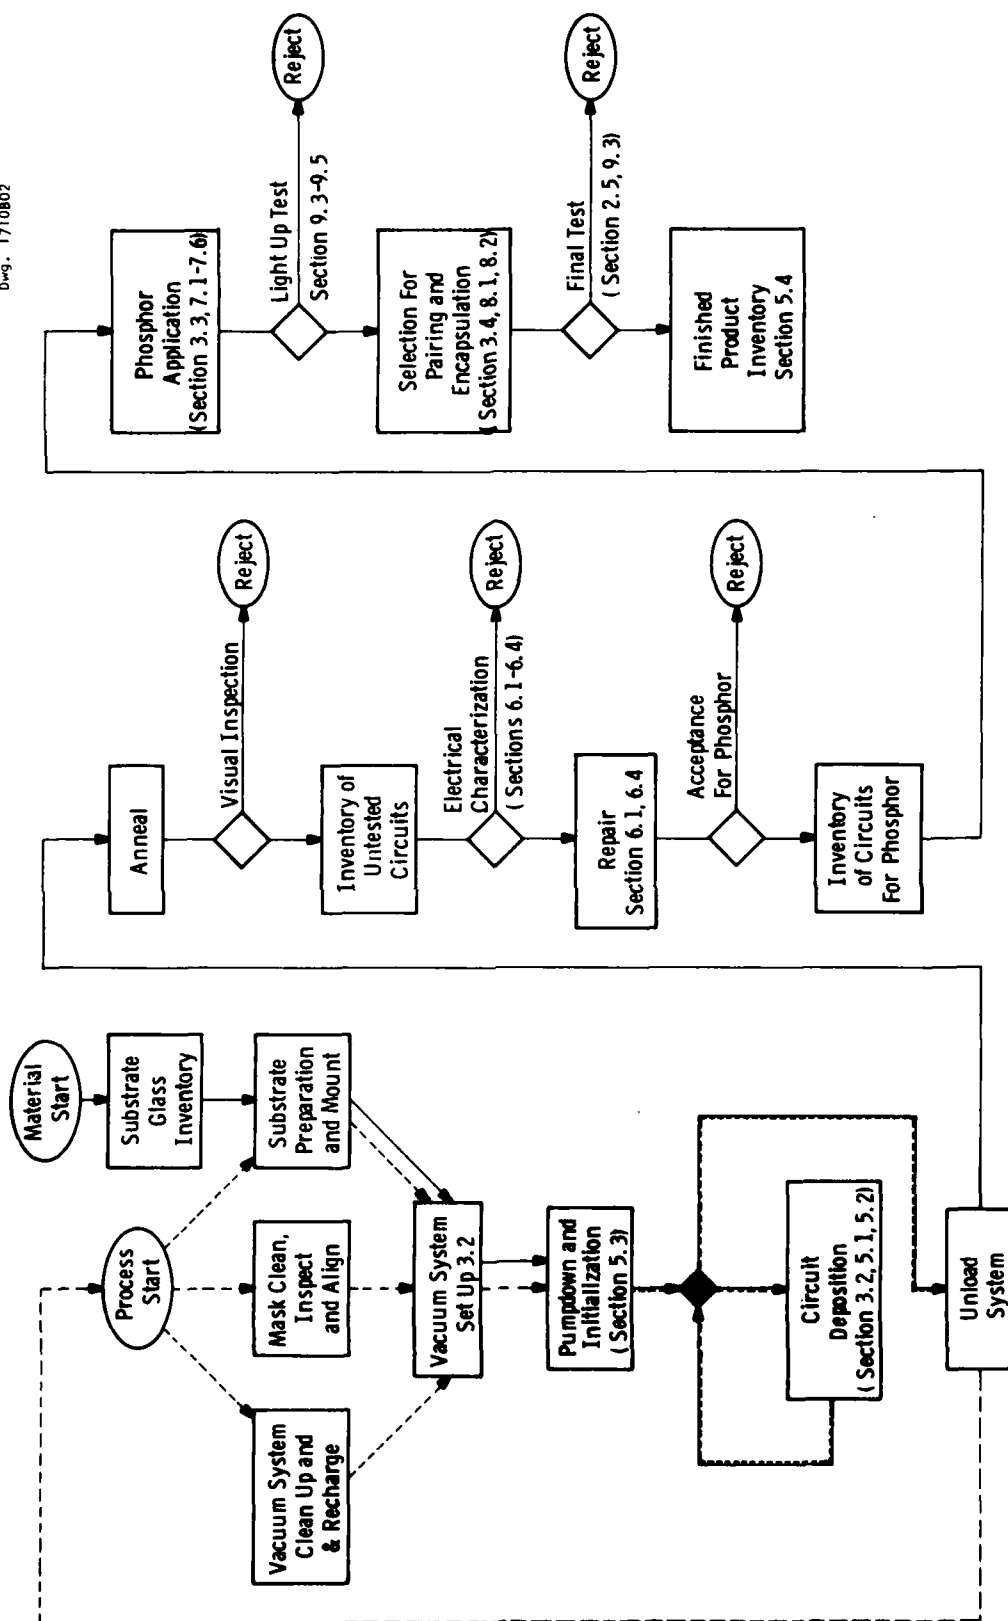 Dwg. 1710B02
Material
Start
Substrate
Glass
Inventory
Process
Start
Vacuum System
Clean Up and
& Recharge
Mask Clean,
Inspect
and Align
Substrate
Preparation
and Mount
Vacuum System
Set Up 3.2
Pumpdown and
Initialization
(Section 5.3)
Circuit
Deposition
(Section 3.2, 5.1, 5.2)
Unload
System
Anneal
Visual Inspection
Reject
Inventory of
Untested
Circuits
Electrical
Characterization
(Sections 6.1-6.4)
Reject
Repair
Section 6.1, 6.4
Acceptance
For Phosphor
Reject
Inventory
of Circuits
For Phosphor
Phosphor
Application
(Section 3.3, 7.1-7.6)
Light Up Test
Section 9.3-9.5
Reject
Selection For
Pairing and
Encapsulation
(Section 3.4, 8.1, 8.2)
Final Test
(Section 2.5, 9.3)
Reject
Finished
Product
Inventory
Section 5.4